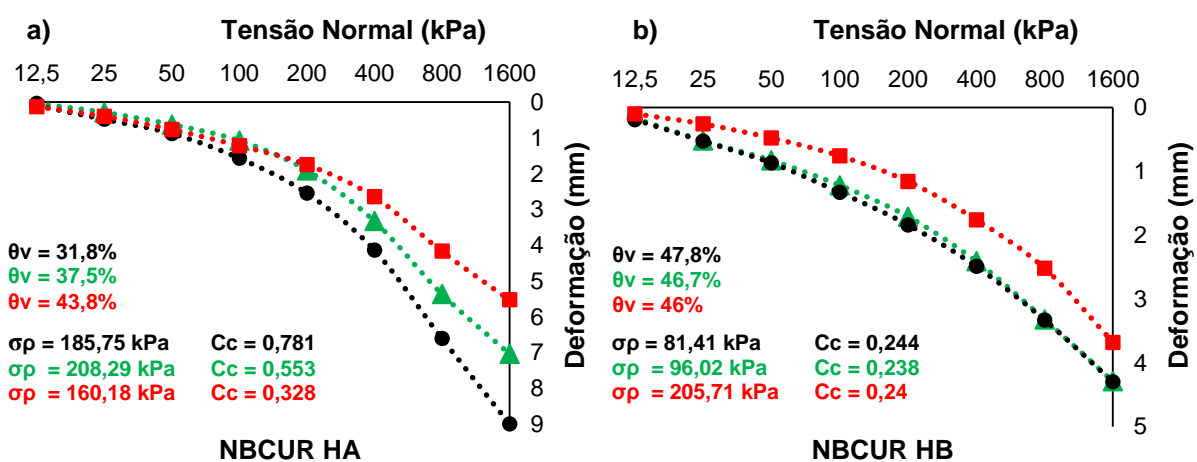 a) Tensão Normal (kPa)
12,5 25 50 100 200 400 800 1600
0
1
2
3
4
5
6
7
8
9
Deformação (mm)
θv = 31,8%
θv = 37,5%
θv = 43,8%
σρ = 185,75 kPa Cc = 0,781
σρ = 208,29 kPa Cc = 0,553
σρ = 160,18 kPa Cc = 0,328
NBCUR HA
b) Tensão Normal (kPa)
12,5 25 50 100 200 400 800 1600
0
1
2
3
4
5
Deformação (mm)
θv = 47,8%
θv = 46,7%
θv = 46%
σρ = 81,41 kPa Cc = 0,244
σρ = 96,02 kPa Cc = 0,238
σρ = 205,71 kPa Cc = 0,24
NBCUR HB